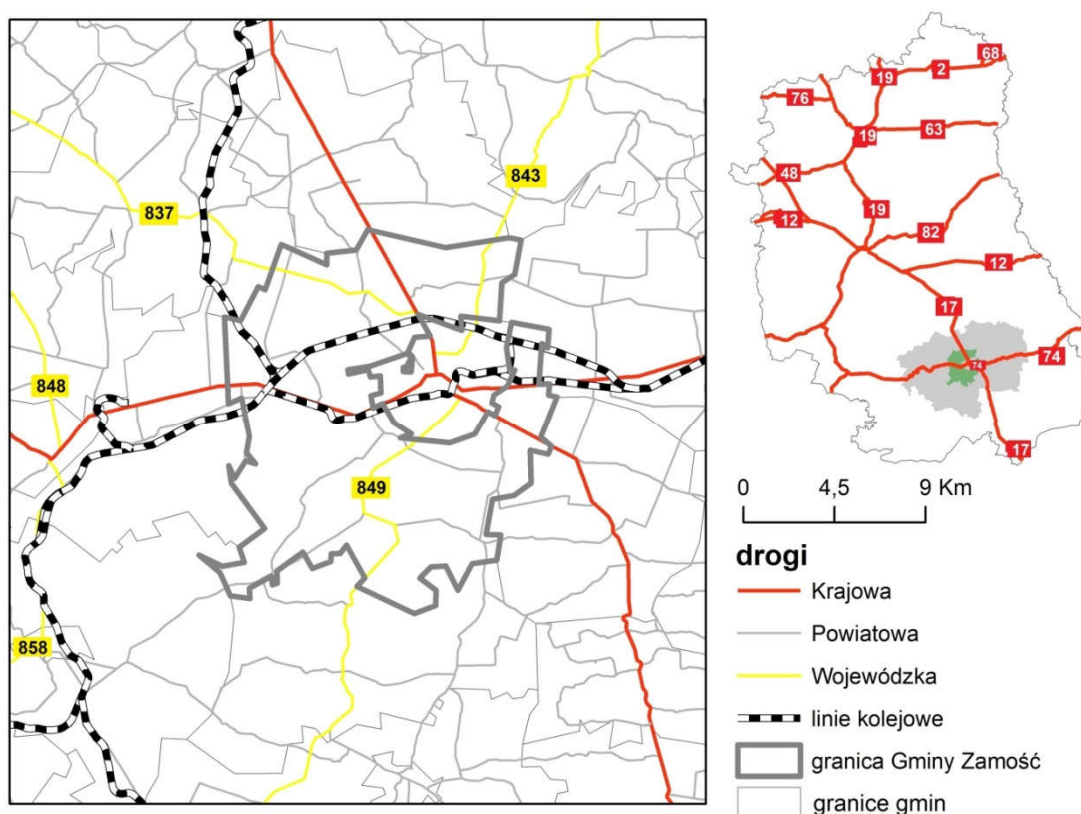 837
843
848
849
858
68
2
19
76
19
63
48
19
12
82
12
17
74
74
17
0 4,5 9 Km
drogi
Krajowa
Powiatowa
Wojewódzka
linie kolejowe
granica Gminy Zamość
granice gmin